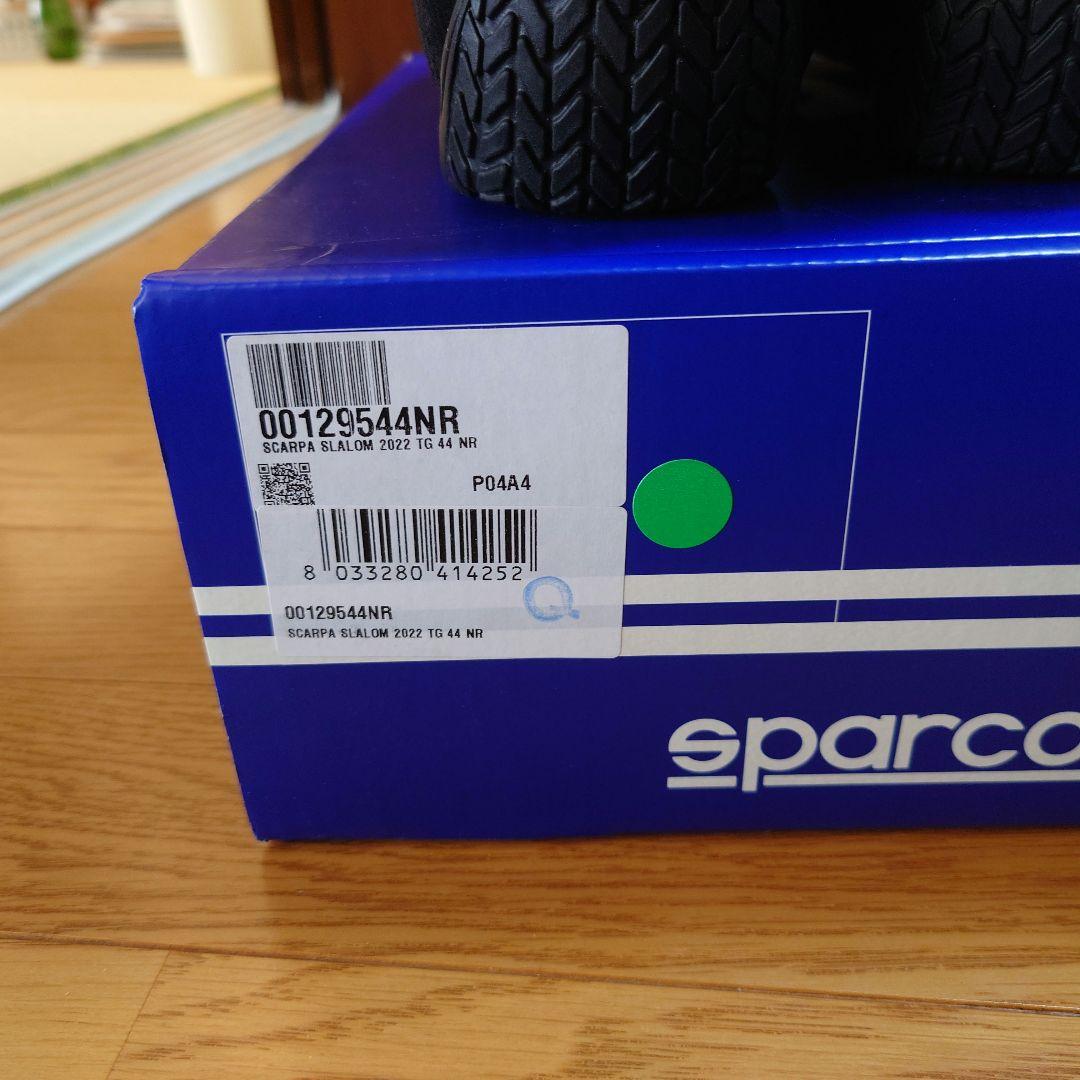 00129544NR
SCARPA SLALOM 2022 TG 44 NR
P04A4
8 033280 414252
Q
00129544NR
SCARPA SLALOM 2022 TG 44 NR
sparco